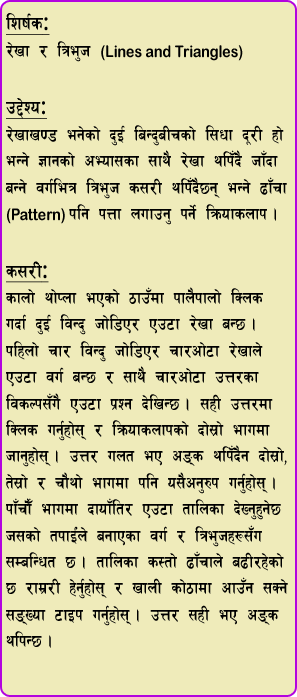 शिर्षक:
रेखा र त्रिभुज (Lines and Triangles)
उद्देश्य:
रेखाखण्ड भनेको दुई बिन्दुबीचको सिधा दूरी हो
भन्ने ज्ञानको अभ्यासका साथै रेखा थपिँदै जाँदा
बन्ने वर्गभित्र त्रिभुज कसरी थपिँदैछन् भन्ने ढाँचा
(Pattern) पनि पत्ता लगाउनु पर्ने क्रियाकलाप ।
कसरी:
कालो थोप्ला भएको ठाउँमा पालैपालो क्लिक
गर्दा दुई विन्दु जोडिएर एउटा रेखा बन्छ ।
पहिलो चार विन्दु जोडिएर चारओटा रेखाले
एउटा वर्ग बन्छ र साथै चारओटा उत्तरका
विकल्पसँगै एउटा प्रश्न देखिन्छ । सही उत्तरमा
क्लिक गर्नुहोस् र क्रियाकलापको दोस्रो भागमा
जानुहोस् । उत्तर गलत भए अङ्क थपिँदैन दोस्रो,
तेस्रो र चौथो भागमा पनि यसैअनुरुप गर्नुहोस् ।
पाँचौँ भागमा दायाँतिर एउटा तालिका देख्नुहुनेछ
जसको तपाईंले बनाएका वर्ग र त्रिभुजहरूसँग
सम्बन्धित छ । तालिका कस्तो ढाँचाले बढीरहेको
छ राम्ररी हेर्नुहोस् र खाली कोठामा आउँन सक्ने
सङ्ख्या टाइप गर्नुहोस् । उत्तर सही भए अङ्क
थपिन्छ ।